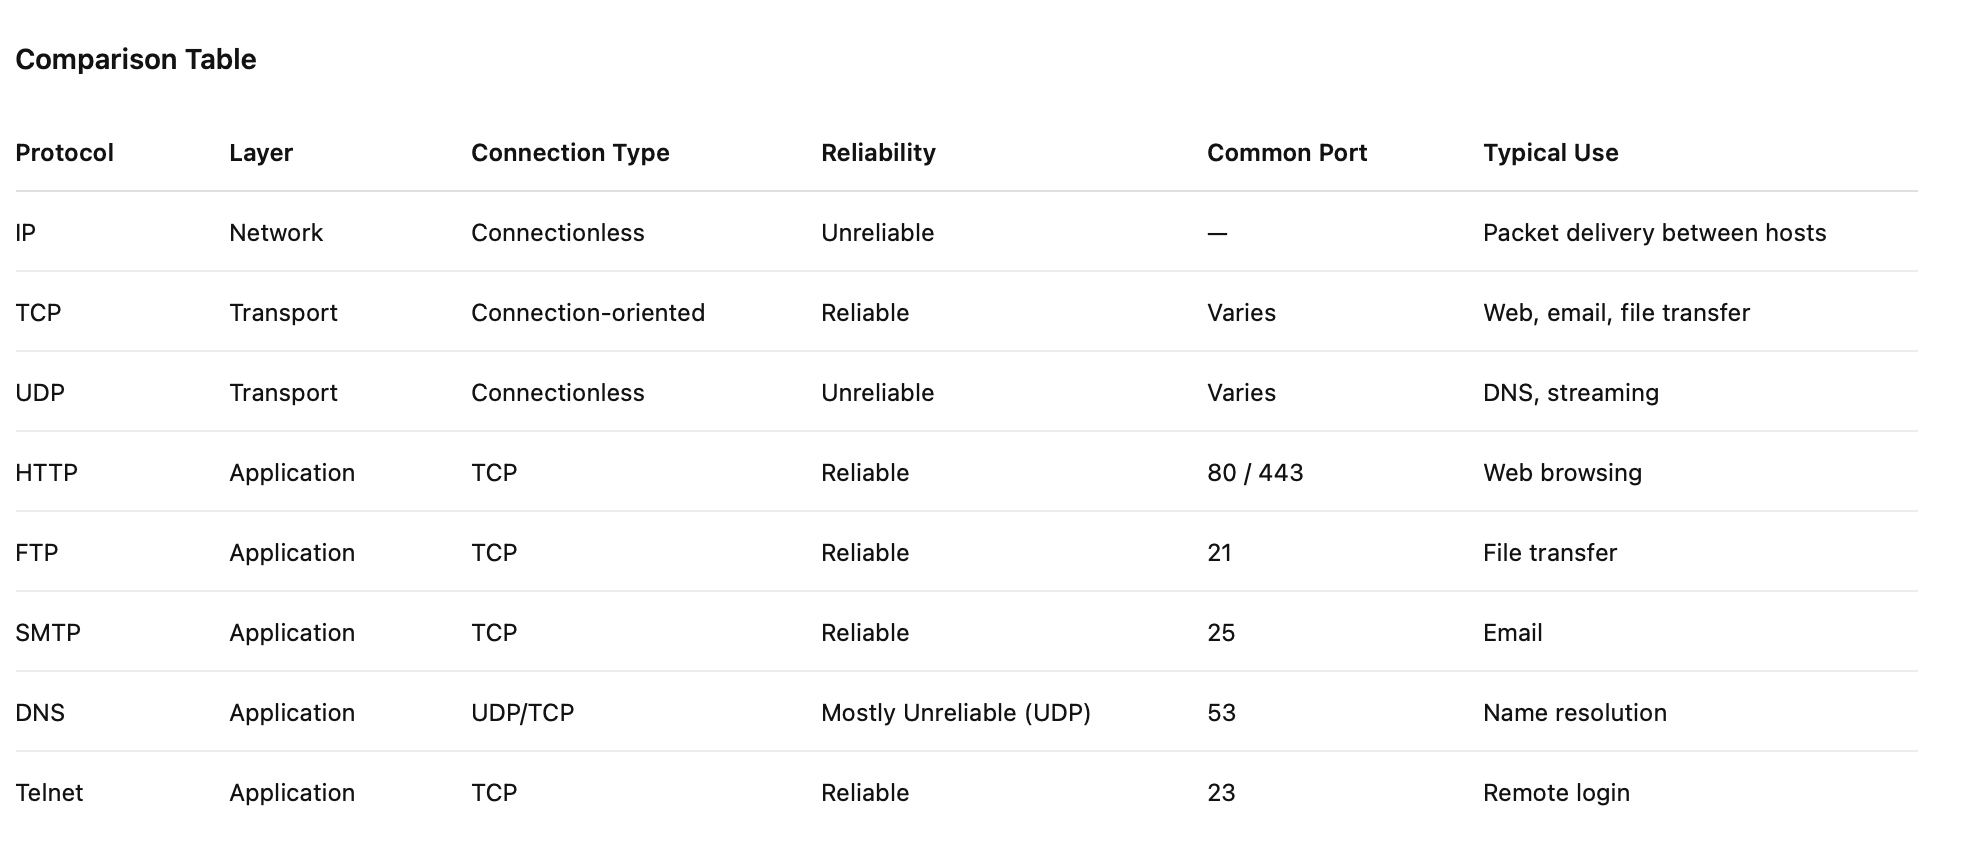 Comparison Table
Protocol Layer Connection Type Reliability Common Port Typical Use
IP Network Connectionless Unreliable — Packet delivery between hosts
TCP Transport Connection-oriented Reliable Varies Web, email, file transfer
UDP Transport Connectionless Unreliable Varies DNS, streaming
HTTP Application TCP Reliable 80 / 443 Web browsing
FTP Application TCP Reliable 21 File transfer
SMTP Application TCP Reliable 25 Email
DNS Application UDP/TCP Mostly Unreliable (UDP) 53 Name resolution
Telnet Application TCP Reliable 23 Remote login